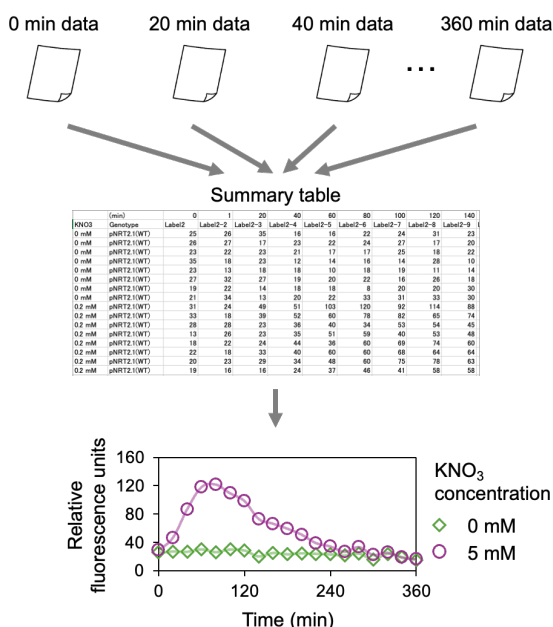 0 min data 20 min data 40 min data 360 min data
...
Summary table
(min) 0 1 20 40 60 80 100 120 140
KNO3 Genotype Label2 Label2-2 Label2-3 Label2-4 Label2-5 Label2-6 Label2-7 Label2-8 Label2-9
0 mM pNRT2.1(WT) 25 26 35 16 16 22 24 31 23
0 mM pNRT2.1(WT) 26 27 17 23 22 24 27 17 20
0 mM pNRT2.1(WT) 23 22 23 21 17 17 25 18 22
0 mM pNRT2.1(WT) 35 18 23 12 14 16 14 28 10
0 mM pNRT2.1(WT) 23 13 18 18 10 18 19 11 14
0 mM pNRT2.1(WT) 27 32 27 19 20 22 16 26 18
0 mM pNRT2.1(WT) 19 22 14 18 18 8 20 20 30
0 mM pNRT2.1(WT) 21 34 13 20 22 33 31 33 30
0.2 mM pNRT2.1(WT) 31 24 49 51 103 120 92 114 88
0.2 mM pNRT2.1(WT) 33 18 39 52 60 78 82 65 74
0.2 mM pNRT2.1(WT) 28 28 23 36 40 34 53 54 45
0.2 mM pNRT2.1(WT) 13 26 23 35 51 59 40 53 48
0.2 mM pNRT2.1(WT) 18 22 24 44 36 60 69 74 60
0.2 mM pNRT2.1(WT) 22 18 33 40 60 60 68 64 64
0.2 mM pNRT2.1(WT) 20 23 29 34 48 60 75 78 63
0.2 mM pNRT2.1(WT) 19 16 16 24 37 46 41 58 58
Relative
fluorescence units
160
120
80
40
0
0 120 240 360
Time (min)
KNO₃
concentration
0 mM
5 mM